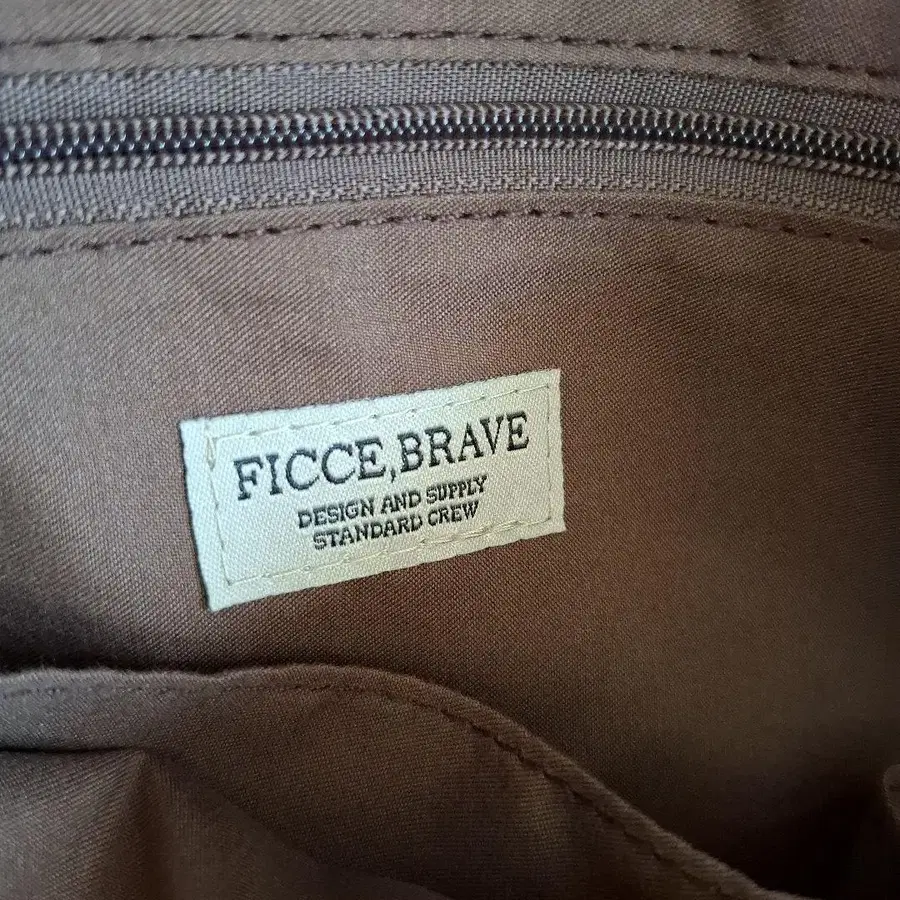 FICCE,BRAVE
DESIGN AND SUPPLY
STANDARD CREW